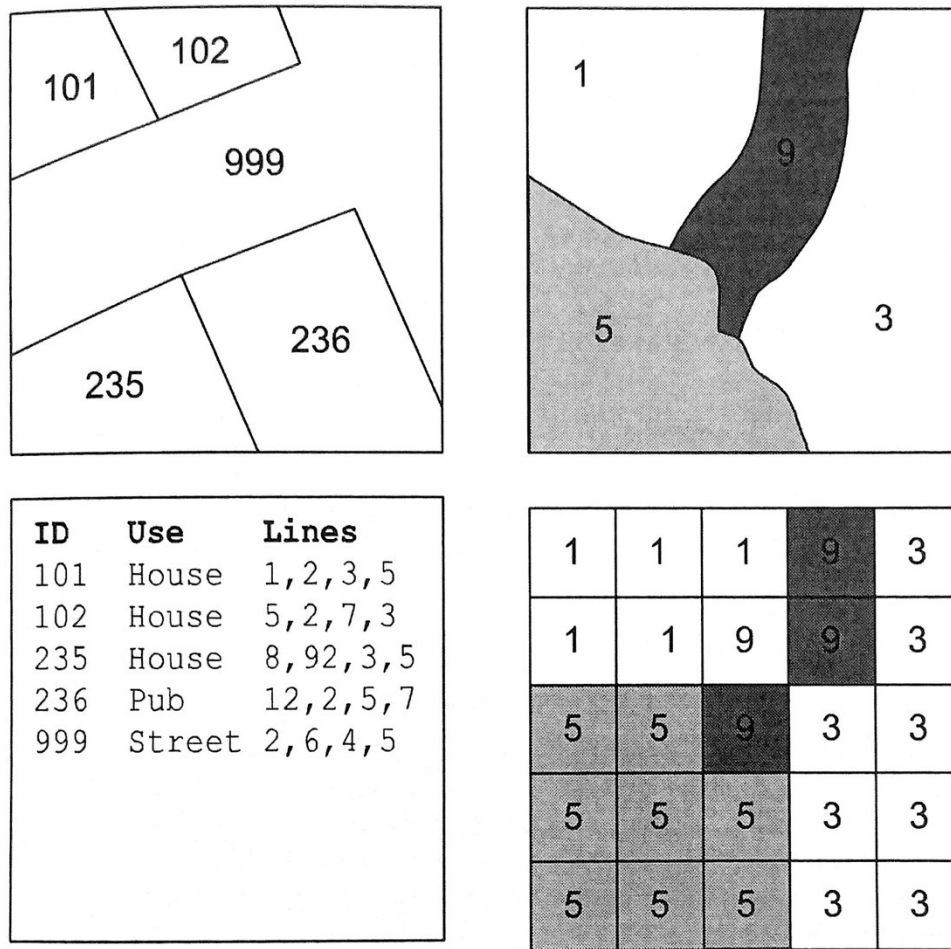 101
102
999
235
236
1
9
5
3
ID Use Lines
101 House 1,2,3,5
102 House 5,2,7,3
235 House 8,92,3,5
236 Pub 12,2,5,7
999 Street 2,6,4,5
1 1 1 9 3
1 1 9 9 3
5 5 9 3 3
5 5 5 3 3
5 5 5 3 3